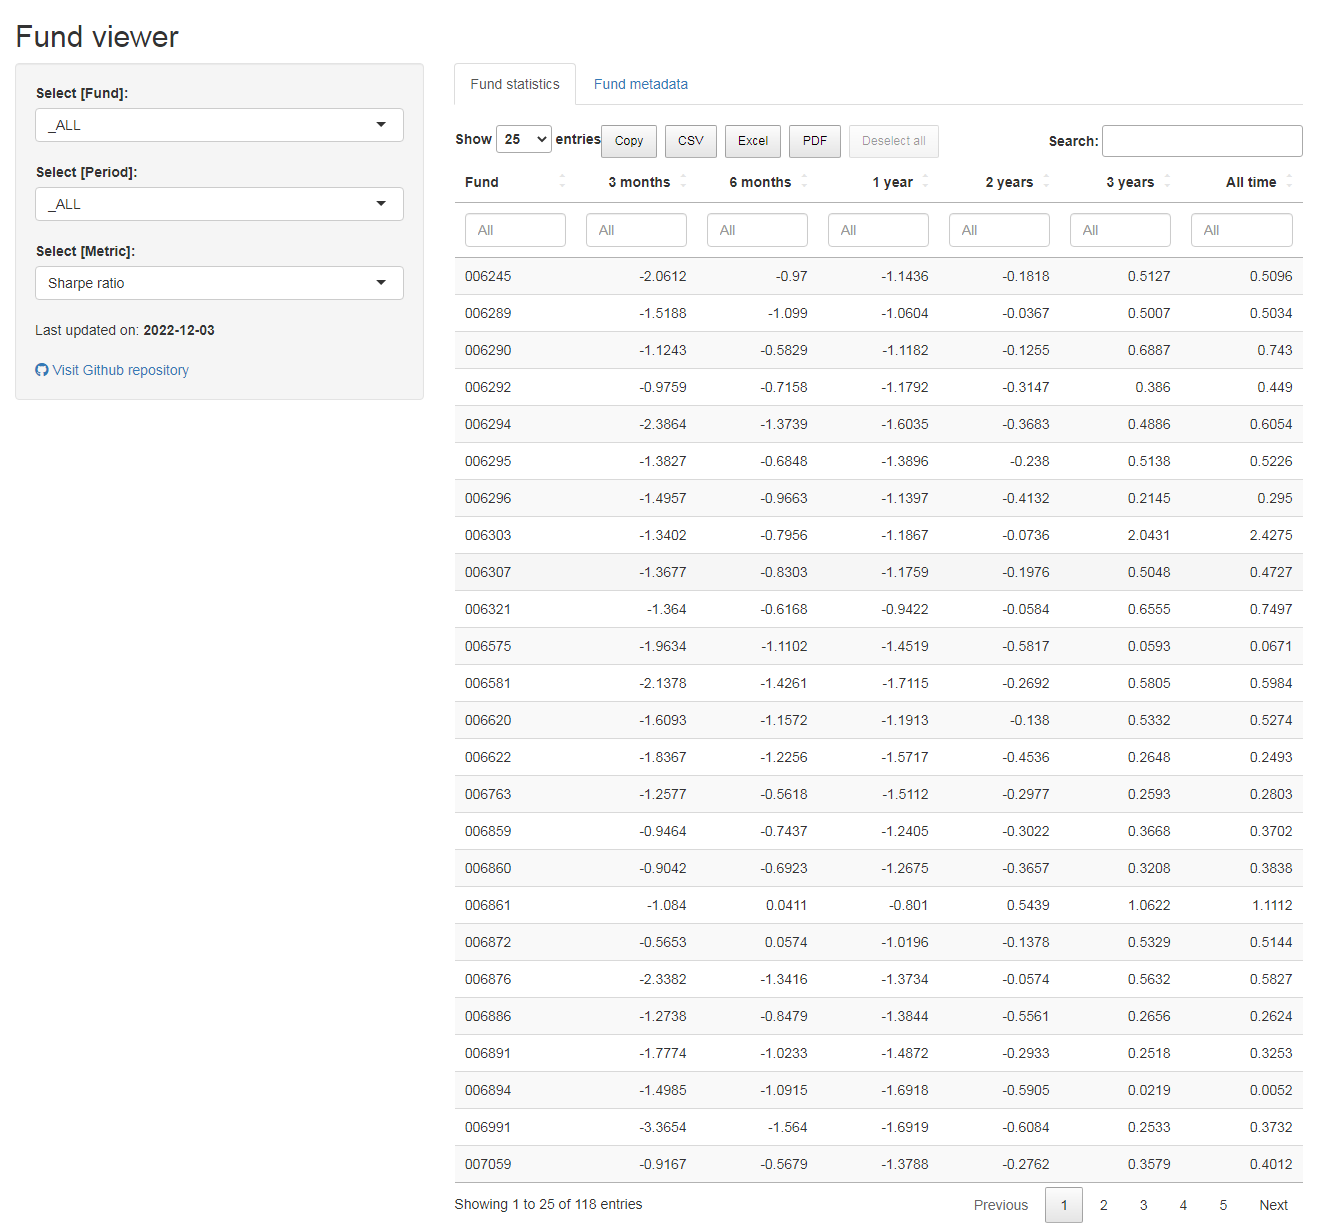 Fund viewer
Select [Fund]:
_ALL
Select [Period]:
_ALL
Select [Metric]:
Sharpe ratio
Last updated on: 2022-12-03
Visit Github repository
Fund statistics Fund metadata
Show 25 entries Copy CSV Excel PDF Deselect all Search:
Fund 3 months 6 months 1 year 2 years 3 years All time
All All All All All All All
006245 -2.0612 -0.97 -1.1436 -0.1818 0.5127 0.5096
006289 -1.5188 -1.099 -1.0604 -0.0367 0.5007 0.5034
006290 -1.1243 -0.5829 -1.1182 -0.1255 0.6887 0.743
006292 -0.9759 -0.7158 -1.1792 -0.3147 0.386 0.449
006294 -2.3864 -1.3739 -1.6035 -0.3683 0.4886 0.6054
006295 -1.3827 -0.6848 -1.3896 -0.238 0.5138 0.5226
006296 -1.4957 -0.9663 -1.1397 -0.4132 0.2145 0.295
006303 -1.3402 -0.7956 -1.1867 -0.0736 2.0431 2.4275
006307 -1.3677 -0.8303 -1.1759 -0.1976 0.5048 0.4727
006321 -1.364 -0.6168 -0.9422 -0.0584 0.6555 0.7497
006575 -1.9634 -1.1102 -1.4519 -0.5817 0.0593 0.0671
006581 -2.1378 -1.4261 -1.7115 -0.2692 0.5805 0.5984
006620 -1.6093 -1.1572 -1.1913 -0.138 0.5332 0.5274
006622 -1.8367 -1.2256 -1.5717 -0.4536 0.2648 0.2493
006763 -1.2577 -0.5618 -1.5112 -0.2977 0.2593 0.2803
006859 -0.9464 -0.7437 -1.2405 -0.3022 0.3668 0.3702
006860 -0.9042 -0.6923 -1.2675 -0.3657 0.3208 0.3838
006861 -1.084 0.0411 -0.801 0.5439 1.0622 1.1112
006872 -0.5653 0.0574 -1.0196 -0.1378 0.5329 0.5144
006876 -2.3382 -1.3416 -1.3734 -0.0574 0.5632 0.5827
006886 -1.2738 -0.8479 -1.3844 -0.5561 0.2656 0.2624
006891 -1.7774 -1.0233 -1.4872 -0.2933 0.2518 0.3253
006894 -1.4985 -1.0915 -1.6918 -0.5905 0.0219 0.0052
006991 -3.3654 -1.564 -1.6919 -0.6084 0.2533 0.3732
007059 -0.9167 -0.5679 -1.3788 -0.2762 0.3579 0.4012
Showing 1 to 25 of 118 entries Previous 1 2 3 4 5 Next